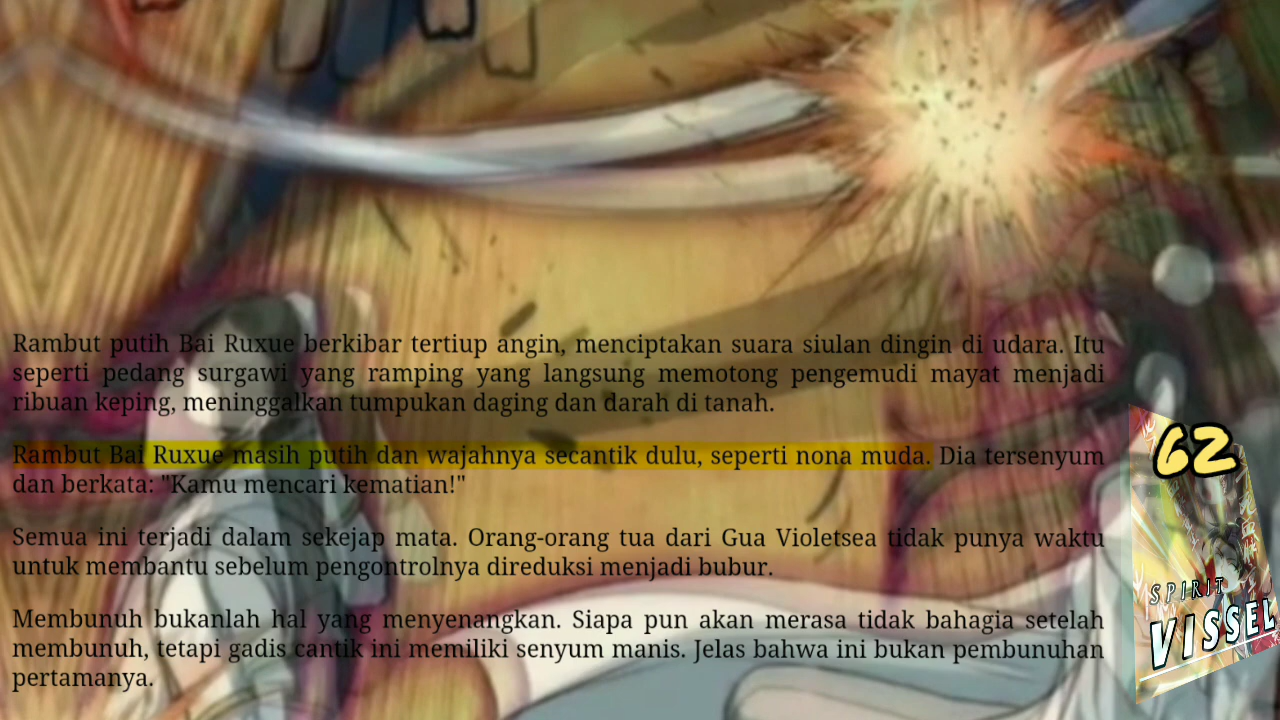 Rambut putih Bai Ruxue berkibar tertiup angin, menciptakan suara siulan dingin di udara. Itu
seperti pedang surgawi yang ramping yang langsung memotong pengemudi mayat menjadi
ribuan keping, meninggalkan tumpukan daging dan darah di tanah.
Rambut Bai Ruxue masih putih dan wajahnya secantik dulu, seperti nona muda. Dia tersenyum
dan berkata: "Kamu mencari kematian!"
Semua ini terjadi dalam sekejap mata. Orang-orang tua dari Gua Violetsea tidak punya waktu
untuk membantu sebelum pengontrolnya direduksi menjadi bubur.
Membunuh bukanlah hal yang menyenangkan. Siapa pun akan merasa tidak bahagia setelah
membunuh, tetapi gadis cantik ini memiliki senyum manis. Jelas bahwa ini bukan pembunuhan
pertamanya.
62
SPIRIT
VISSEL